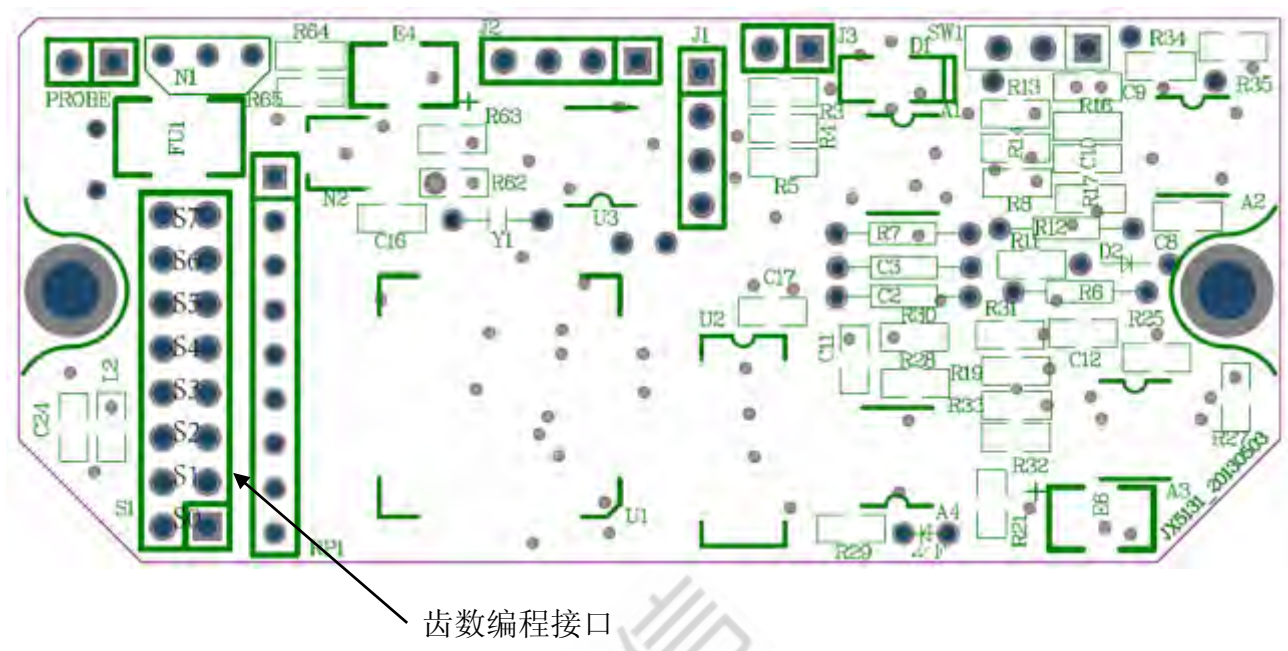 R64
E4
J2
J1
J3
D1
SW1
R34
N1
R13
R35
PROBE
R65
R3
A1
R16
C9
R63
R4
R14
C10
FU1
R62
R5
R8
R17
N2
U3
A2
S7
C16
Y1
R7
R12
C8
R11
D2
S6
C3
C17
S5
C2
R6
U2
R30
R31
R25
S4
C11
R28
C12
L2
S3
R19
C24
R33
S2
R27
S1
R32
S1
S0
U1
A4
R21
E6
A3
JX5131_20130503
RP1
R29
齿数编程接口